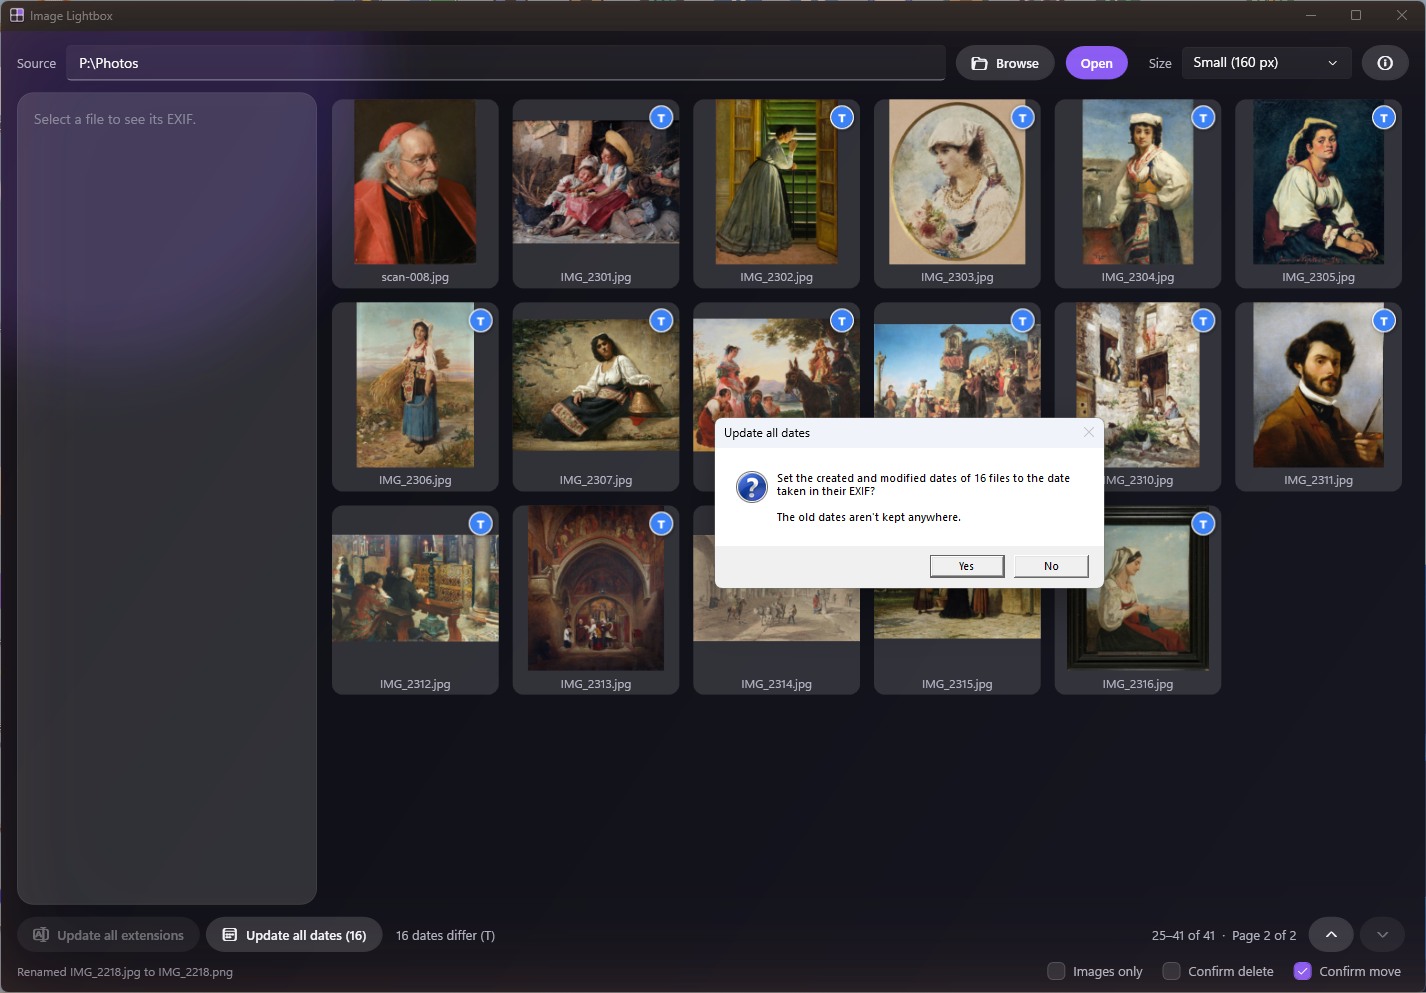 Image Lightbox
Source P:\Photos Browse Open Size Small (160 px)
Select a file to see its EXIF.
T T T T T
scan-008.jpg IMG_2301.jpg IMG_2302.jpg IMG_2303.jpg IMG_2304.jpg IMG_2305.jpg
T T T T T T
Update all dates
Set the created and modified dates of 16 files to the date
taken in their EXIF?
The old dates aren't kept anywhere.
Yes No
IMG_2306.jpg IMG_2307.jpg IMG_2310.jpg IMG_2311.jpg
T T T
IMG_2312.jpg IMG_2313.jpg IMG_2314.jpg IMG_2315.jpg IMG_2316.jpg
Update all extensions Update all dates (16) 16 dates differ (T) 25–41 of 41 · Page 2 of 2
Renamed IMG_2218.jpg to IMG_2218.png Images only Confirm delete Confirm move